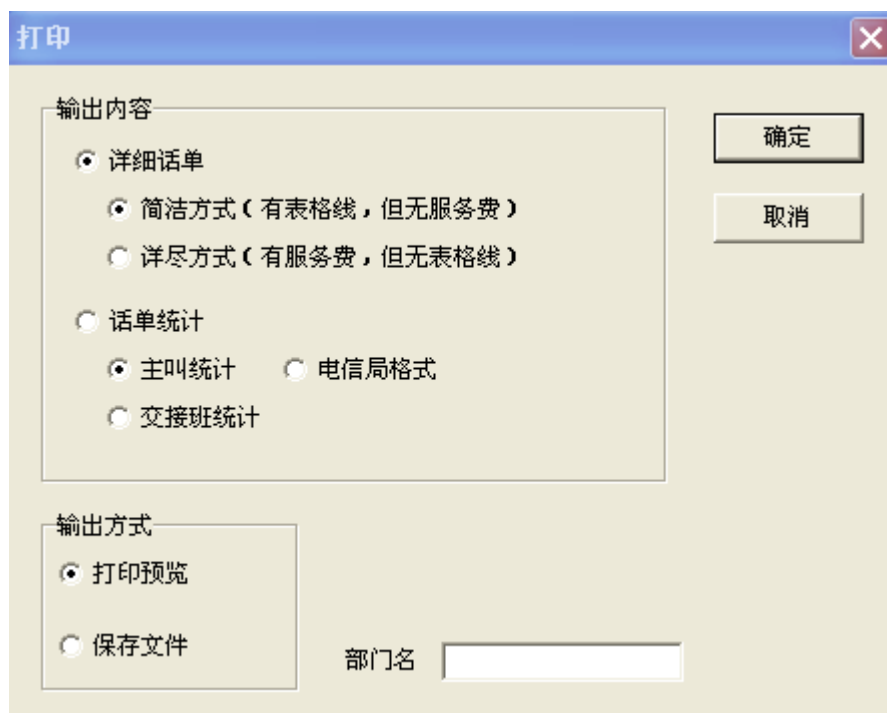 打印
输出内容
确定
详细话单
简洁方式(有表格线,但无服务费)
取消
详尽方式(有服务费,但无表格线)
话单统计
主叫统计 电信局格式
交接班统计
输出方式
打印预览
保存文件
部门名